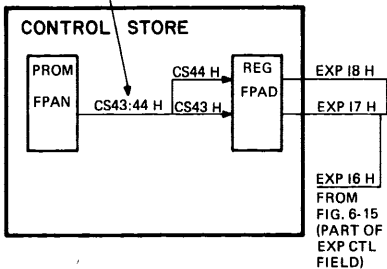 CONTROL STORE
PROM
FPAN
CS43:44 H
CS44 H
CS43 H
REG
FPAD
EXP I8 H
EXP I7 H
EXP I6 H
FROM
FIG. 6-15
(PART OF
EXP CTL
FIELD)